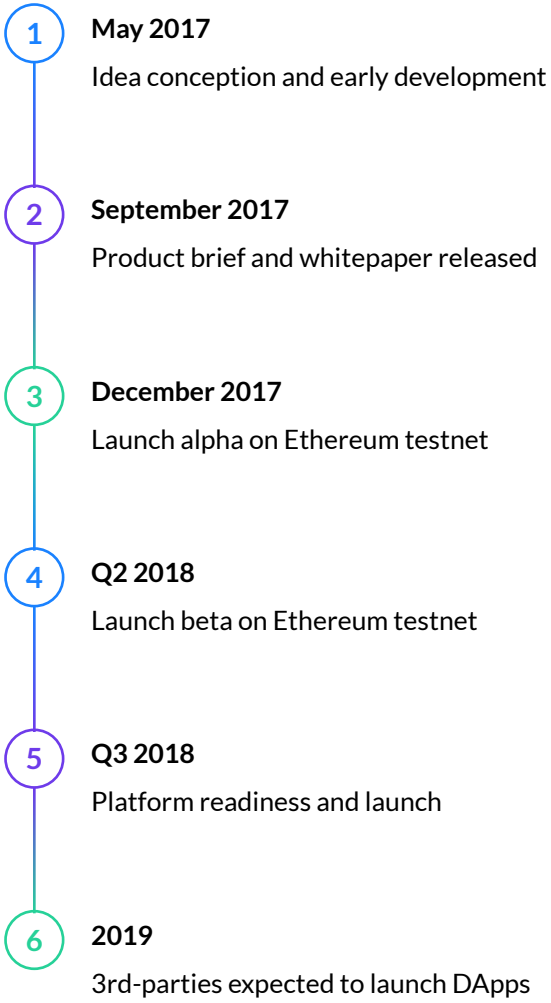 1
May 2017
Idea conception and early development
2
September 2017
Product brief and whitepaper released
3
December 2017
Launch alpha on Ethereum testnet
4
Q2 2018
Launch beta on Ethereum testnet
5
Q3 2018
Platform readiness and launch
6
2019
3rd-parties expected to launch DApps